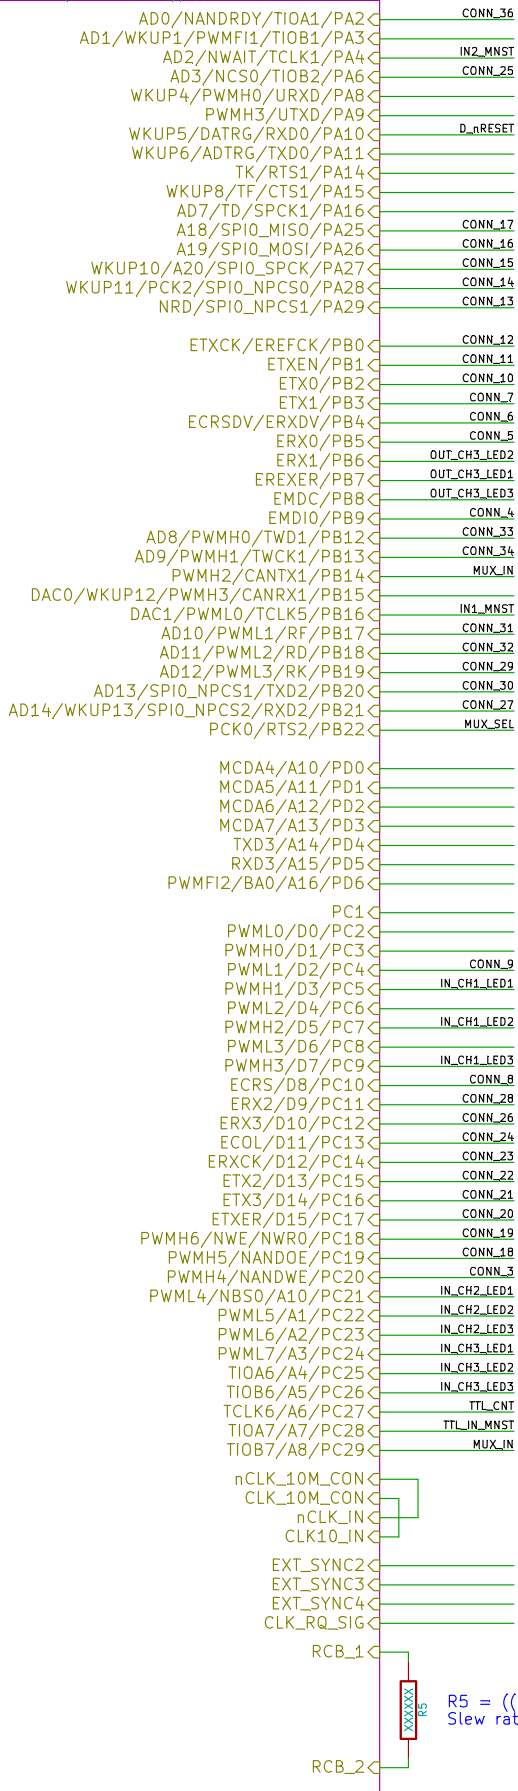 AD0/NANDRDY/TIOA1/PA2 CONN_36
AD1/WKUP1/PWMFI1/TIOB1/PA3
AD2/NWAIT/TCLK1/PA4 IN2_MNST
AD3/NCS0/TIOB2/PA6 CONN_25
WKUP4/PWMH0/URXD/PA8
PWMH3/UTXD/PA9
WKUP5/DATRG/RXD0/PA10 D_nRESET
WKUP6/ADTRG/TXD0/PA11
TK/RTS1/PA14
WKUP8/TF/CTS1/PA15
AD7/TD/SPCK1/PA16
A18/SPI0_MISO/PA25 CONN_17
A19/SPI0_MOSI/PA26 CONN_16
WKUP10/A20/SPI0_SPCK/PA27 CONN_15
WKUP11/PCK2/SPI0_NPCS0/PA28 CONN_14
NRD/SPI0_NPCS1/PA29 CONN_13
ETXCK/EREFCK/PB0 CONN_12
ETXEN/PB1 CONN_11
ETX0/PB2 CONN_10
ETX1/PB3 CONN_7
ECRSDV/ERXDV/PB4 CONN_6
ERX0/PB5 CONN_5
ERX1/PB6 OUT_CH3_LED2
EREXER/PB7 OUT_CH3_LED1
EMDC/PB8 OUT_CH3_LED3
EMDIO/PB9 CONN_4
AD8/PWMH0/TWD1/PB12 CONN_33
AD9/PWMH1/TWCK1/PB13 CONN_34
PWMH2/CANTX1/PB14 MUX_IN
DAC0/WKUP12/PWMH3/CANRX1/PB15
DAC1/PWML0/TCLK5/PB16 IN1_MNST
AD10/PWML1/RF/PB17 CONN_31
AD11/PWML2/RD/PB18 CONN_32
AD12/PWML3/RK/PB19 CONN_29
AD13/SPI0_NPCS1/TXD2/PB20 CONN_30
AD14/WKUP13/SPI0_NPCS2/RXD2/PB21 CONN_27
PCK0/RTS2/PB22 MUX_SEL
MCDA4/A10/PD0
MCDA5/A11/PD1
MCDA6/A12/PD2
MCDA7/A13/PD3
TXD3/A14/PD4
RXD3/A15/PD5
PWMFI2/BA0/A16/PD6
PC1
PWML0/D0/PC2
PWMH0/D1/PC3
PWML1/D2/PC4 CONN_9
PWMH1/D3/PC5 IN_CH1_LED1
PWML2/D4/PC6
PWMH2/D5/PC7 IN_CH1_LED2
PWML3/D6/PC8
PWMH3/D7/PC9 IN_CH1_LED3
ECRS/D8/PC10 CONN_8
ERX2/D9/PC11 CONN_28
ERX3/D10/PC12 CONN_26
ECOL/D11/PC13 CONN_24
ERXCK/D12/PC14 CONN_23
ETX2/D13/PC15 CONN_22
ETX3/D14/PC16 CONN_21
ETXER/D15/PC17 CONN_20
PWMH6/NWE/NWR0/PC18 CONN_19
PWMH5/NANDOE/PC19 CONN_18
PWMH4/NANDWE/PC20 CONN_3
PWML4/NBS0/A10/PC21 IN_CH2_LED1
PWML5/A1/PC22 IN_CH2_LED2
PWML6/A2/PC23 IN_CH2_LED3
PWML7/A3/PC24 IN_CH3_LED1
TIOA6/A4/PC25 IN_CH3_LED2
TIOB6/A5/PC26 IN_CH3_LED3
TCLK6/A6/PC27 TTL_CNT
TIOA7/A7/PC28 TTL_IN_MNST
TIOB7/A8/PC29 MUX_IN
nCLK_10M_CON
CLK_10M_CON
nCLK_IN
CLK10_IN
EXT_SYNC2
EXT_SYNC3
EXT_SYNC4
CLK_RQ_SIG
RCB_1
XXXXXX
R5
R5 = ((
Slew rat
RCB_2